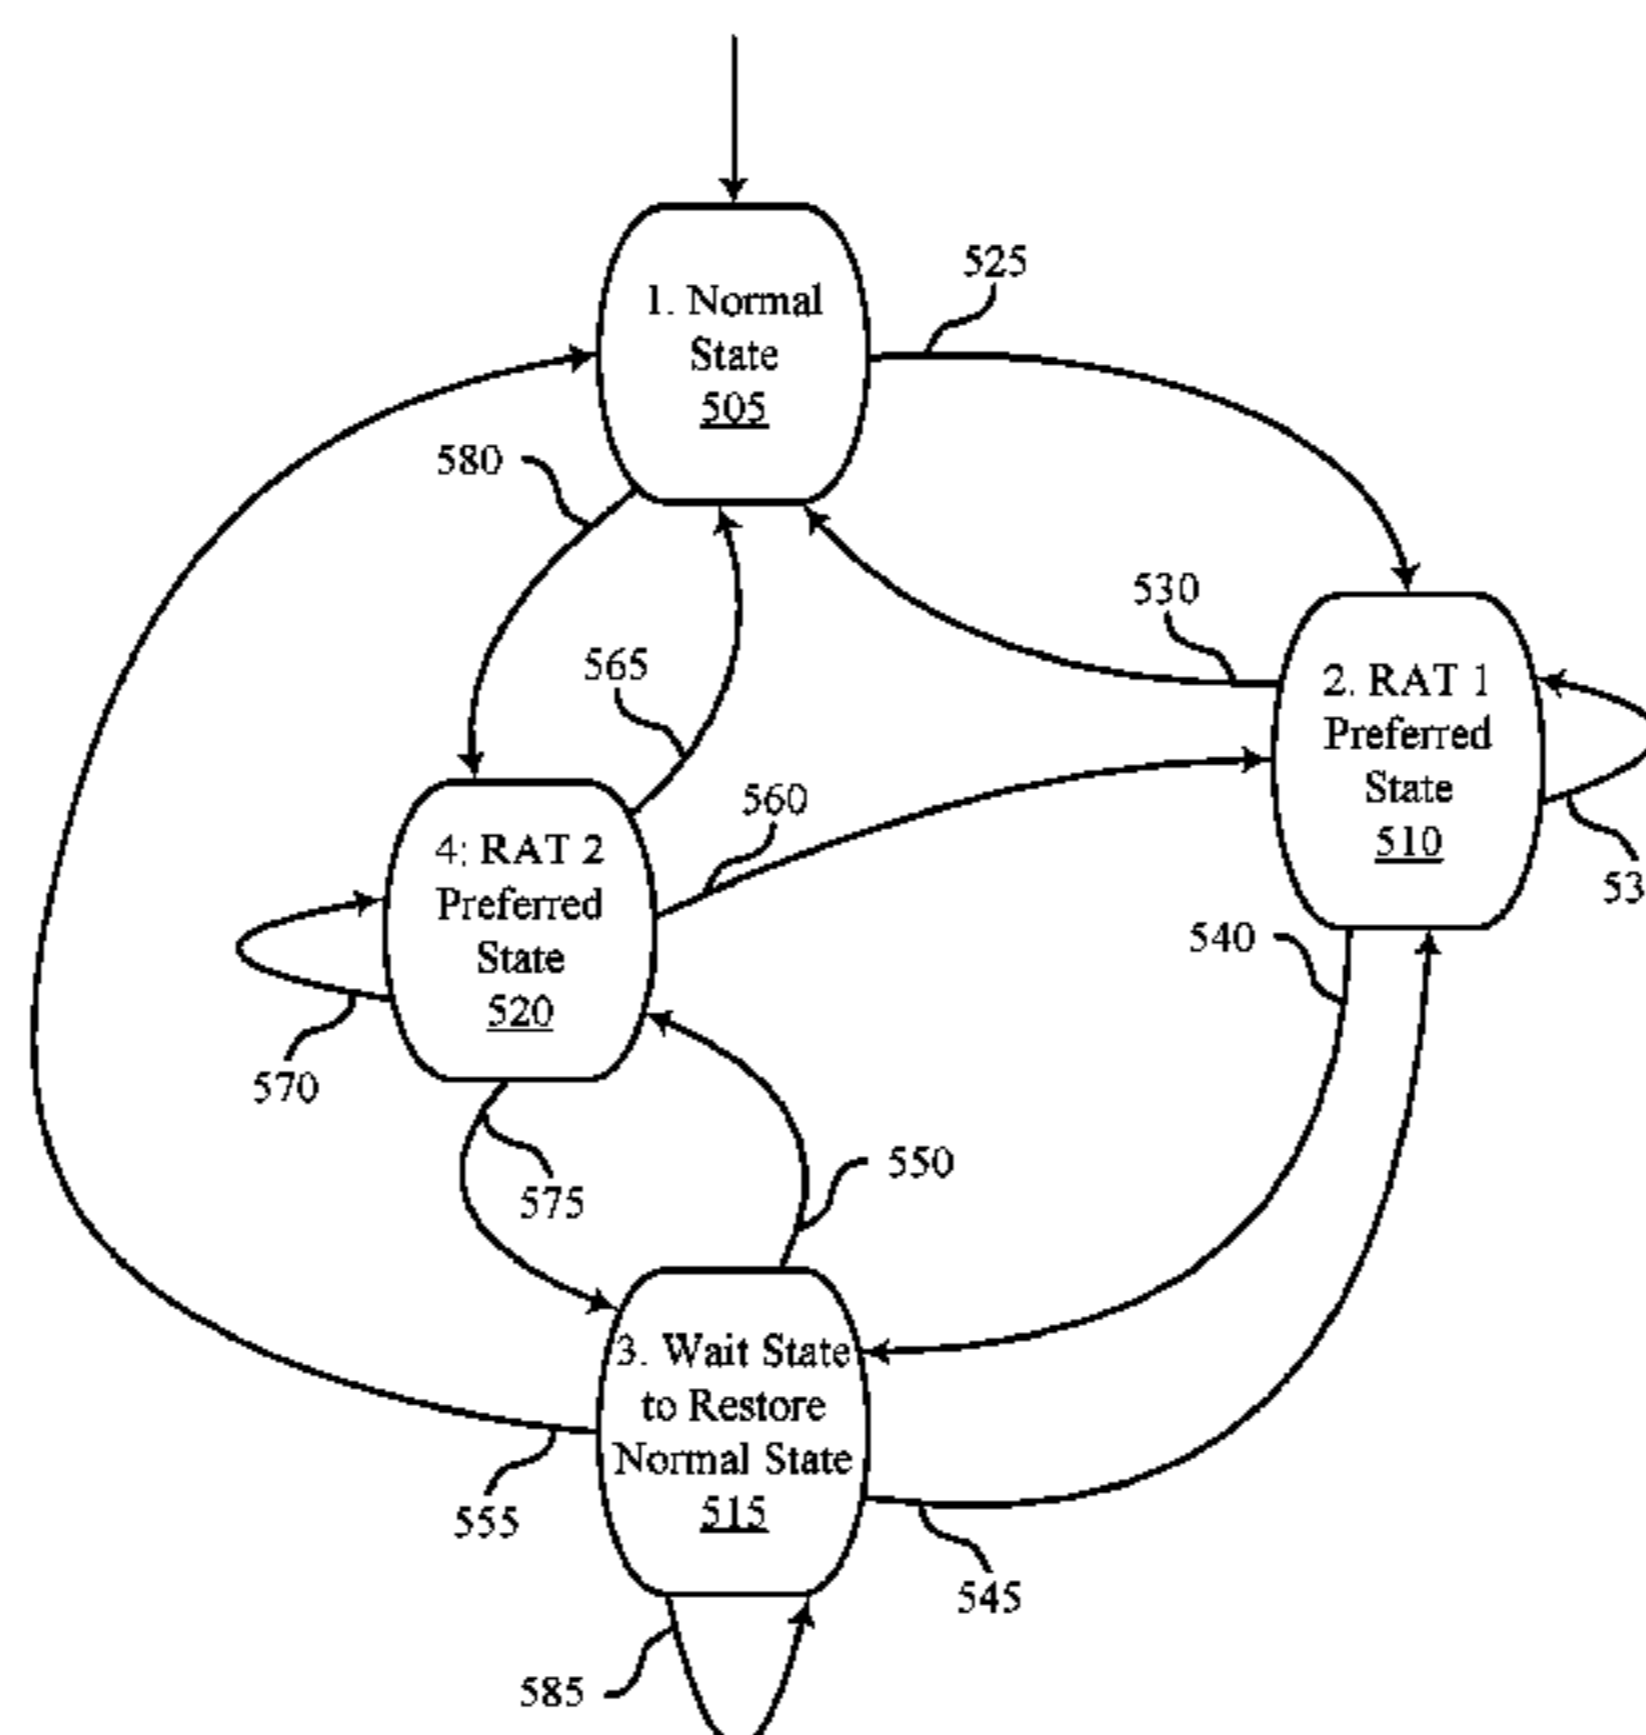 525
1. Normal
State
505
580
530
565
2. RAT 1
Preferred
State
510
560
4: RAT 2
Preferred
State
520
53
540
570
575
550
3. Wait State
to Restore
Normal State
515
555
545
585